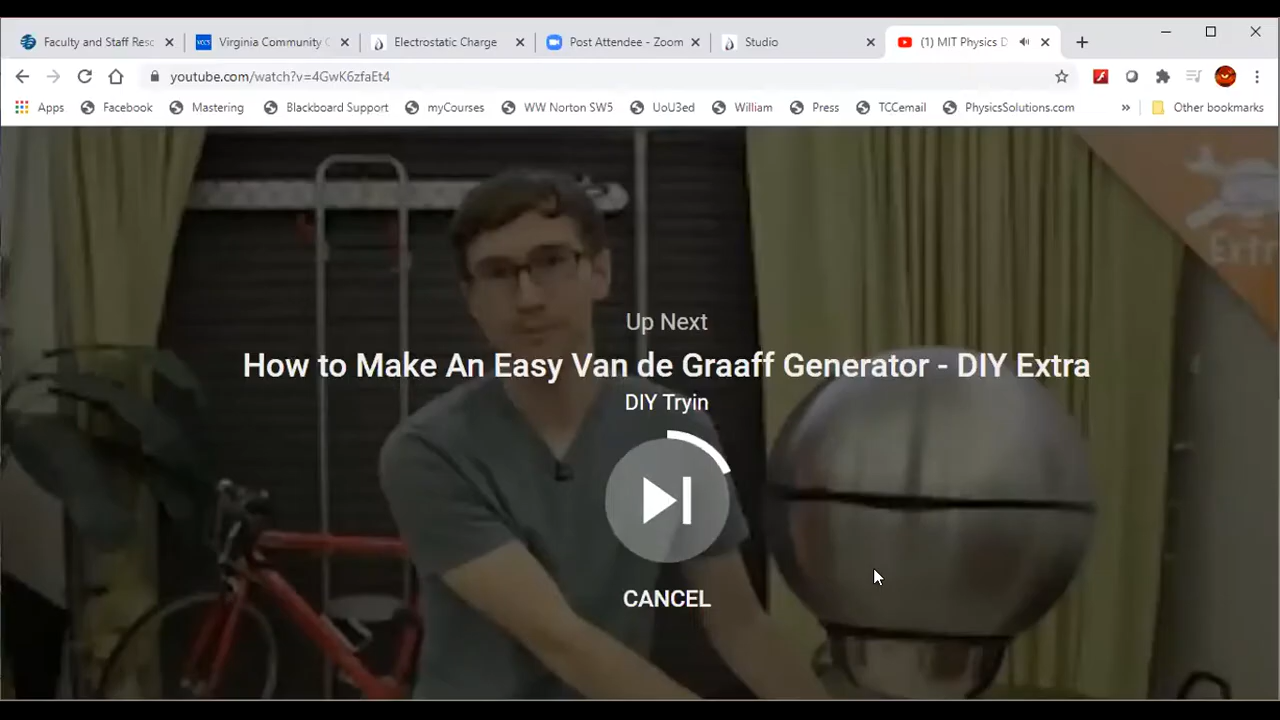 Faculty and Staff Resc
Virginia Community C
Electrostatic Charge
Post Attendee - Zoom
Studio
(1) MIT Physics D
youtube.com/watch?v=4GwK6zfaEt4
Apps
Facebook
Mastering
Blackboard Support
myCourses
WW Norton SW5
UoU3ed
William
Press
TCCemail
PhysicsSolutions.com
»
Other bookmarks
Extr
Up Next
How to Make An Easy Van de Graaff Generator - DIY Extra
DIY Tryin
CANCEL